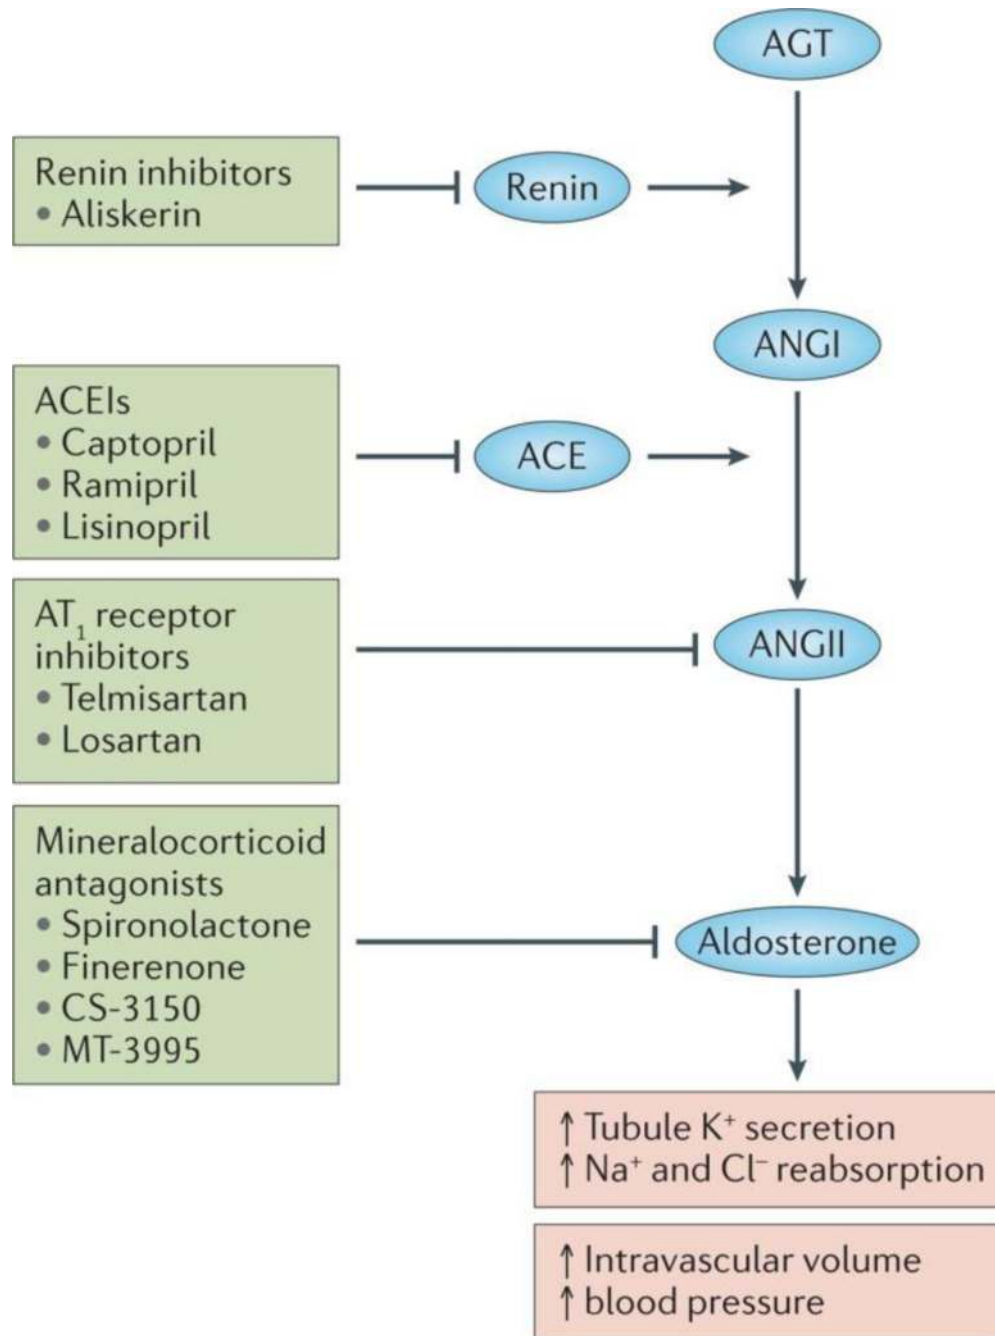 AGT
Renin inhibitors
• Aliskerin
Renin
ANGI
ACEIs
• Captopril
• Ramipril
• Lisinopril
ACE
AT₁ receptor
inhibitors
• Telmisartan
• Losartan
ANGII
Mineralocorticoid
antagonists
• Spironolactone
• Finerenone
• CS-3150
• MT-3995
Aldosterone
↑ Tubule K⁺ secretion
↑ Na⁺ and Cl⁻ reabsorption
↑ Intravascular volume
↑ blood pressure